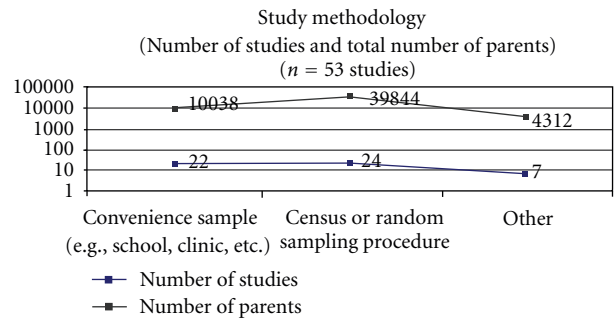 Study methodology
(Number of studies and total number of parents)
(n = 53 studies)
100000
10000
1000
100
10
1
10038
39844
4312
22
24
7
Convenience sample
(e.g., school, clinic, etc.)
Census or random
sampling procedure
Other
Number of studies
Number of parents